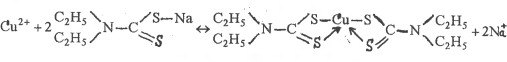 Cu²⁺ + 2 C₂H₅ C₂H₅ N—C S—Na S ↔ C₂H₅ C₂H₅ N—C S—Cu—S S S C—N C₂H₅ C₂H₅ + 2Na⁺